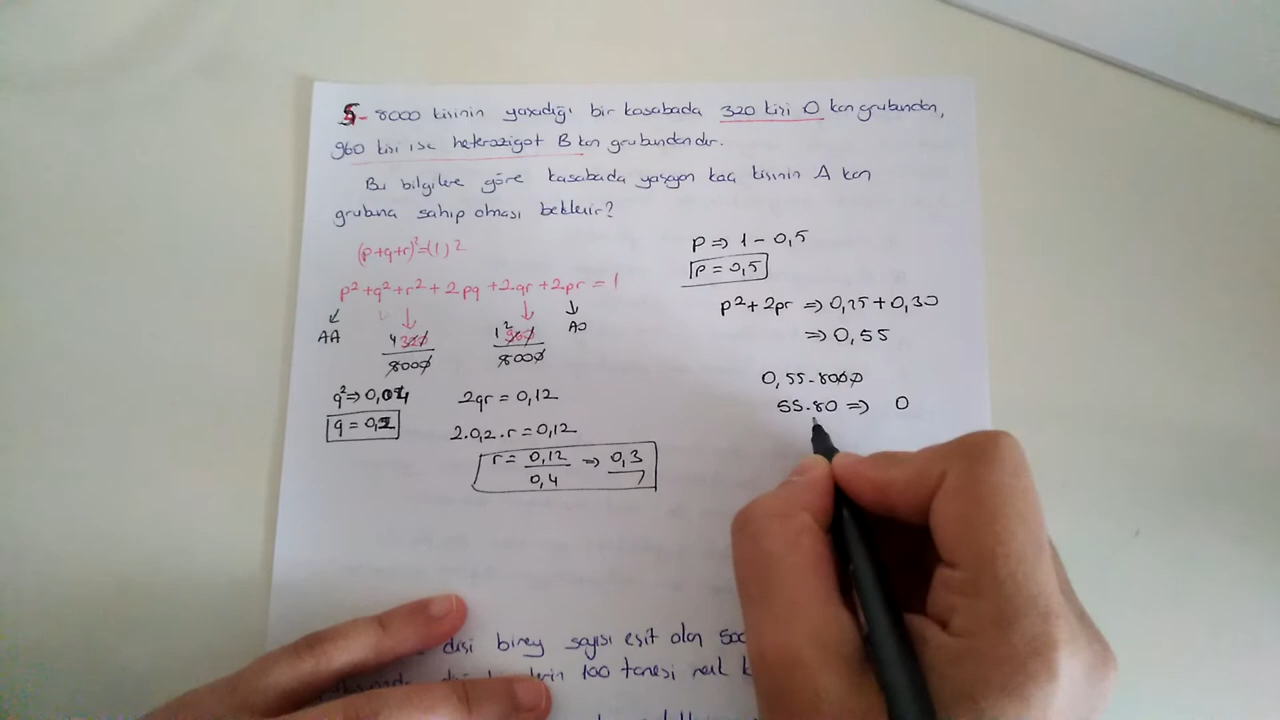 5- 8000 kişinin yaşadığı bir kasabada 320 kişi O kan grubundan,
960 kişi ise heterozigot B kan grubundandır.
Bu bilgilere göre kasabada yaşayan kaç kişinin A kan
grubuna sahip olması beklenir?
(p+q+r)²=(1)²
p²+q²+r²+2pq+2qr+2pr=1
AA
4 320
8000
12 960
8000
AO
q²⇒0,04
q=0,2
2qr=0,12
2.0,2.r=0,12
r=0,12/0,4 ⇒ 0,3
p⇒1-0,5
p=0,5
p²+2pr⇒0,25+0,30
⇒0,55
0,55.8000
55.80⇒ 0
dişi birey sayısı eşit olan 500
100 tanesi